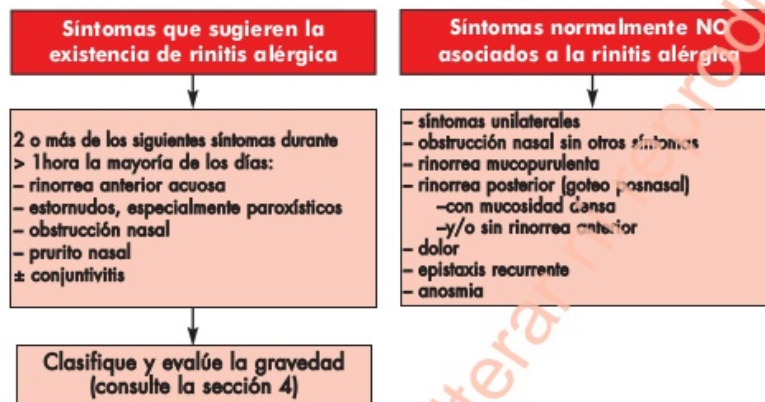 Síntomas que sugieren la
existencia de rinitis alérgica
2 o más de los siguientes síntomas durante
> 1hora la mayoría de los días:
– rinorrea anterior acuosa
– estornudos, especialmente paroxísticos
– obstrucción nasal
– prurito nasal
± conjuntivitis
Clasifique y evalúe la gravedad
(consulte la sección 4)
Síntomas normalmente NO
asociados a la rinitis alérgica
– síntomas unilaterales
– obstrucción nasal sin otros síntomas
– rinorrea mucopurulenta
– rinorrea posterior (goteo posnasal)
–con mucosidad densa
–y/o sin rinorrea anterior
– dolor
– epistaxis recurrente
– anosmia